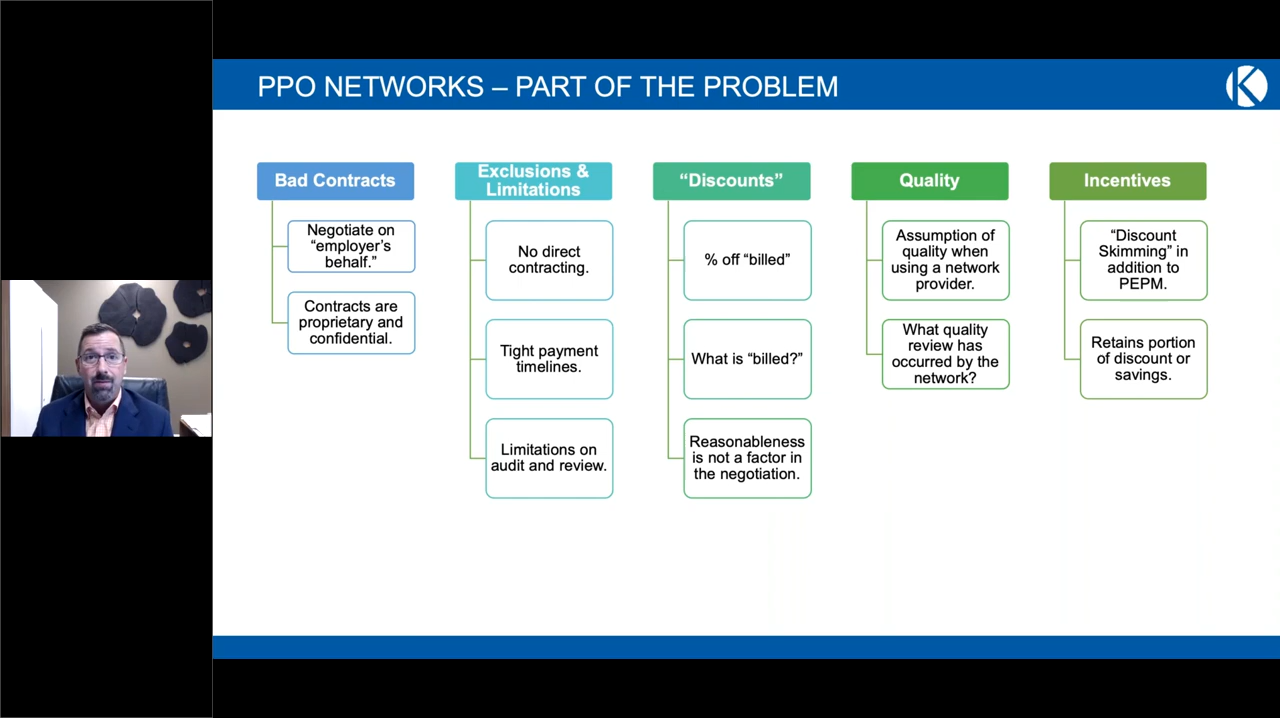 PPO NETWORKS – PART OF THE PROBLEM
K
Bad Contracts
Negotiate on
“employer’s
behalf.”
Contracts are
proprietary and
confidential.
Exclusions &
Limitations
No direct
contracting.
Tight payment
timelines.
Limitations on
audit and review.
“Discounts”
% off “billed”
What is “billed?”
Reasonableness
is not a factor in
the negotiation.
Quality
Assumption of
quality when
using a network
provider.
What quality
review has
occurred by the
network?
Incentives
“Discount
Skimming” in
addition to
PEPM.
Retains portion
of discount or
savings.